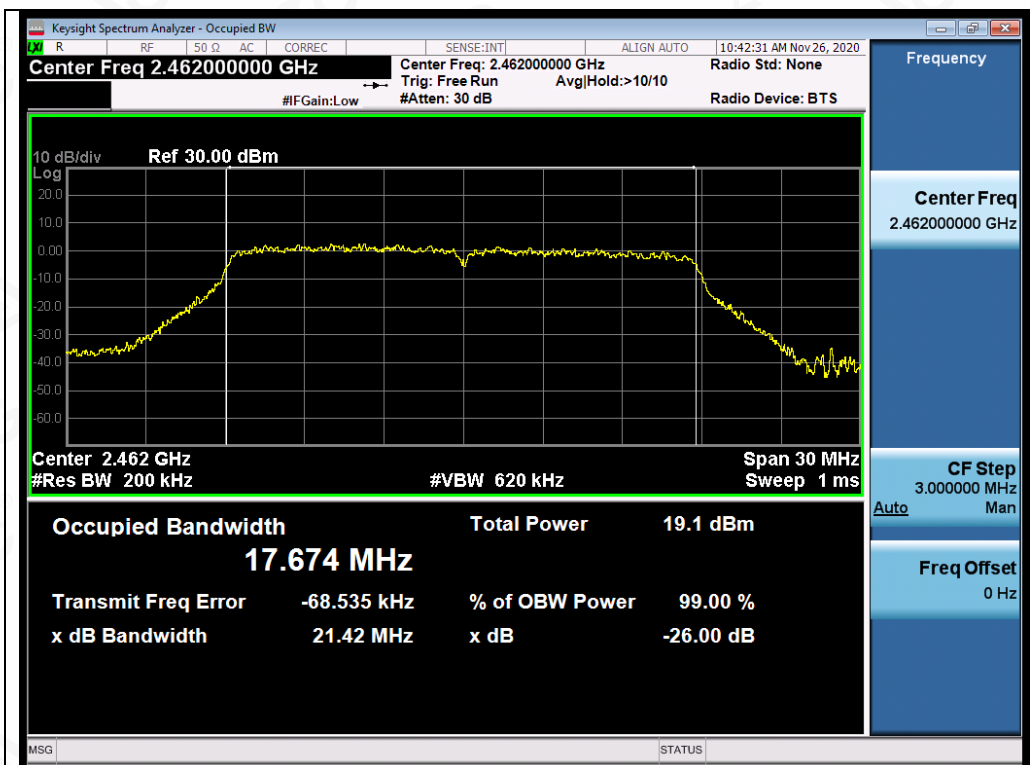 Keysight Spectrum Analyzer - Occupied BW
LXI R RF 50 Ω AC CORREC SENSE:INT ALIGN AUTO 10:42:31 AM Nov 26, 2020
Center Freq 2.462000000 GHz Center Freq: 2.462000000 GHz Radio Std: None
Trig: Free Run Avg|Hold:>10/10
#IFGain:Low #Atten: 30 dB Radio Device: BTS
10 dB/div Ref 30.00 dBm
Log
20.0
10.0
0.00
-10.0
-20.0
-30.0
-40.0
-50.0
-60.0
Center 2.462 GHz Span 30 MHz
#Res BW 200 kHz #VBW 620 kHz Sweep 1 ms
Occupied Bandwidth Total Power 19.1 dBm
17.674 MHz
Transmit Freq Error -68.535 kHz % of OBW Power 99.00 %
x dB Bandwidth 21.42 MHz x dB -26.00 dB
MSG STATUS
Frequency
Center Freq
2.462000000 GHz
CF Step
3.000000 MHz
Auto Man
Freq Offset
0 Hz